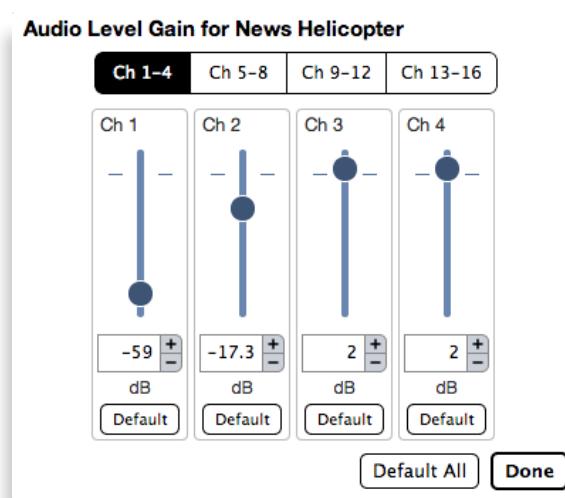 Audio Level Gain for News Helicopter
Ch 1–4 Ch 5–8 Ch 9–12 Ch 13–16
Ch 1 Ch 2 Ch 3 Ch 4
-59 + − -17.3 + − 2 + − 2 + −
dB dB dB dB
Default Default Default Default
Default All Done